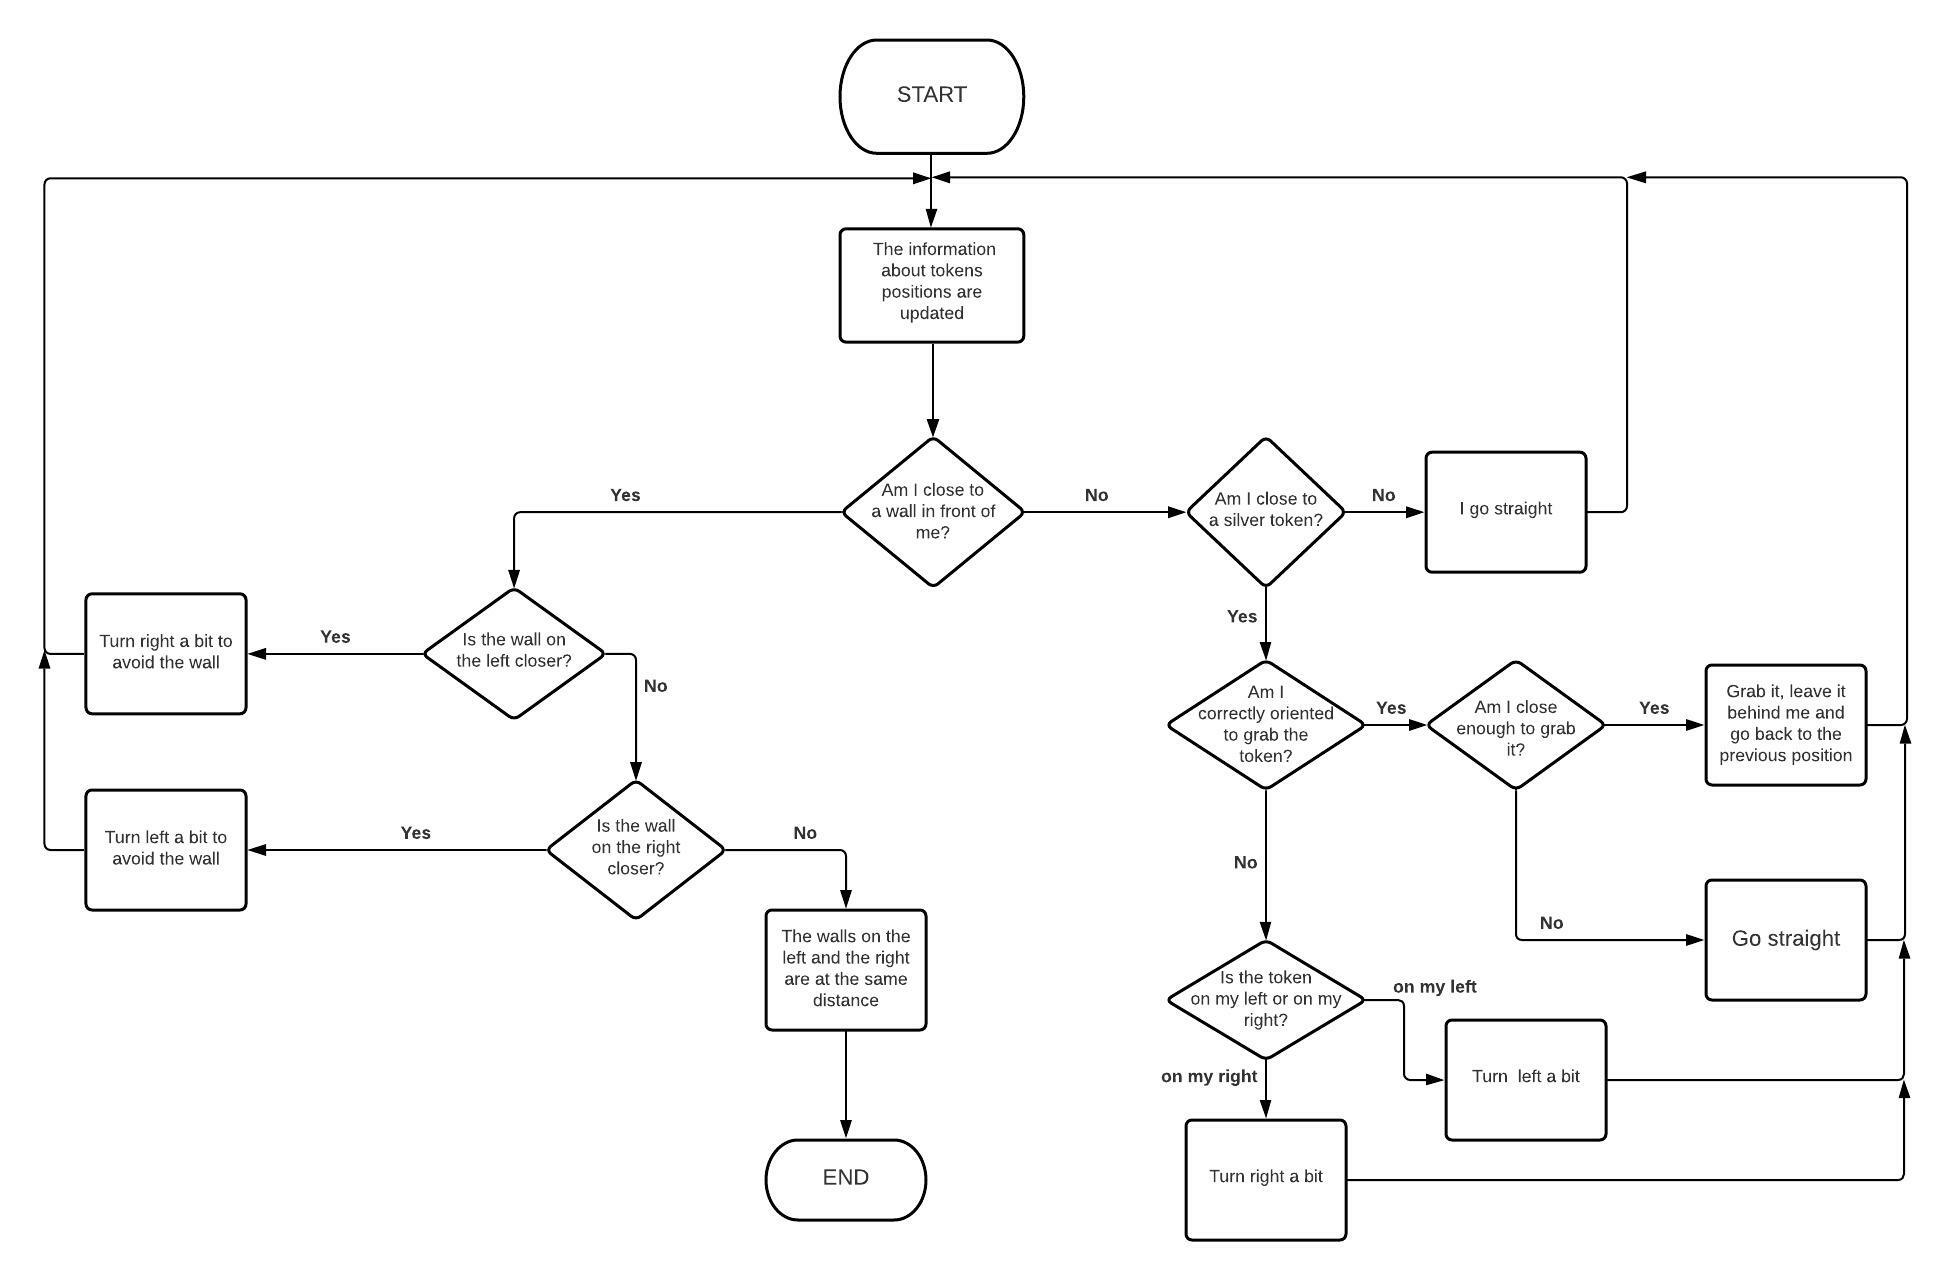 START
The information
about tokens
positions are
updated
Am I close to
a wall in front of
me?
Yes
No
Am I close to
a silver token?
No
I go straight
Yes
Is the wall on
the left closer?
Yes
Turn right a bit to
avoid the wall
No
Is the wall
on the right
closer?
Yes
Turn left a bit to
avoid the wall
No
The walls on the
left and the right
are at the same
distance
END
Am I
correctly oriented
to grab the
token?
Yes
Am I close
enough to grab
it?
Yes
Grab it, leave it
behind me and
go back to the
previous position
No
Go straight
No
Is the token
on my left or on my
right?
on my left
Turn  left a bit
on my right
Turn right a bit